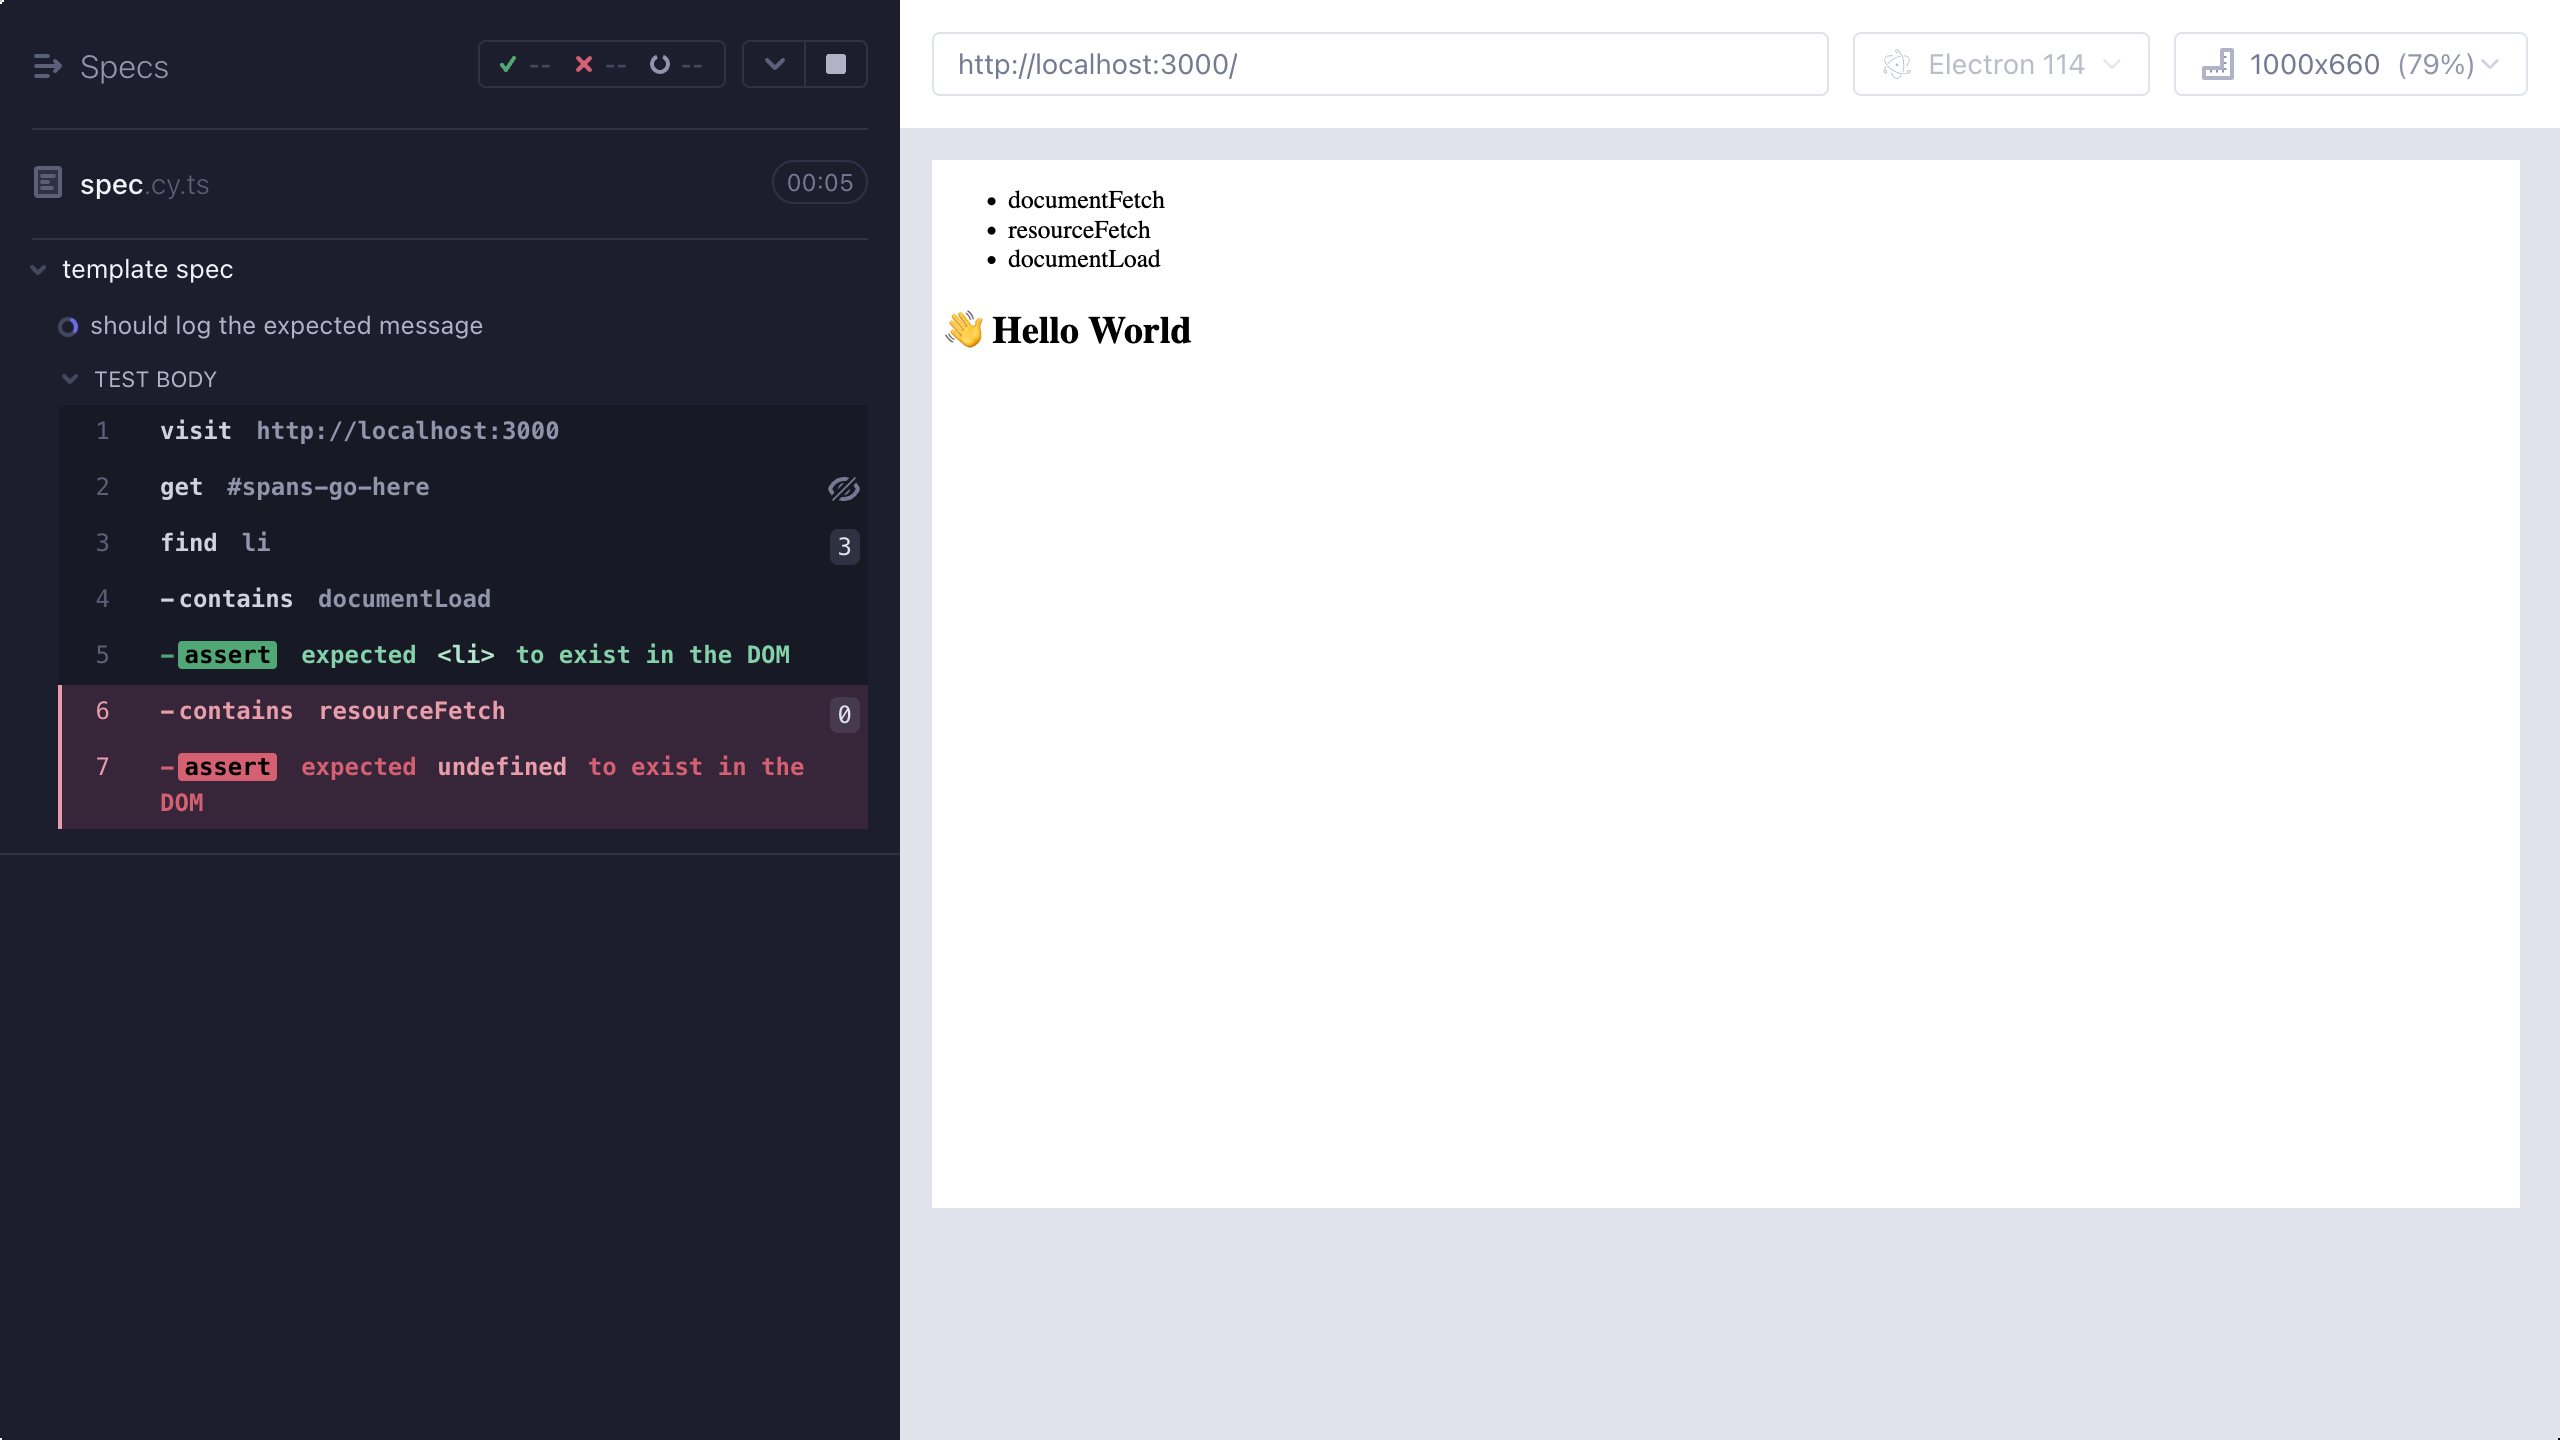 Specs
-- -- --
spec.cy.ts 00:05
template spec
should log the expected message
TEST BODY
1 visit http://localhost:3000
2 get #spans-go-here
3 find li 3
4 -contains documentLoad
5 -assert expected <li> to exist in the DOM
6 -contains resourceFetch 0
7 -assert expected undefined to exist in the
DOM
http://localhost:3000/ Electron 114 1000x660 (79%)
• documentFetch
• resourceFetch
• documentLoad
👋 Hello World